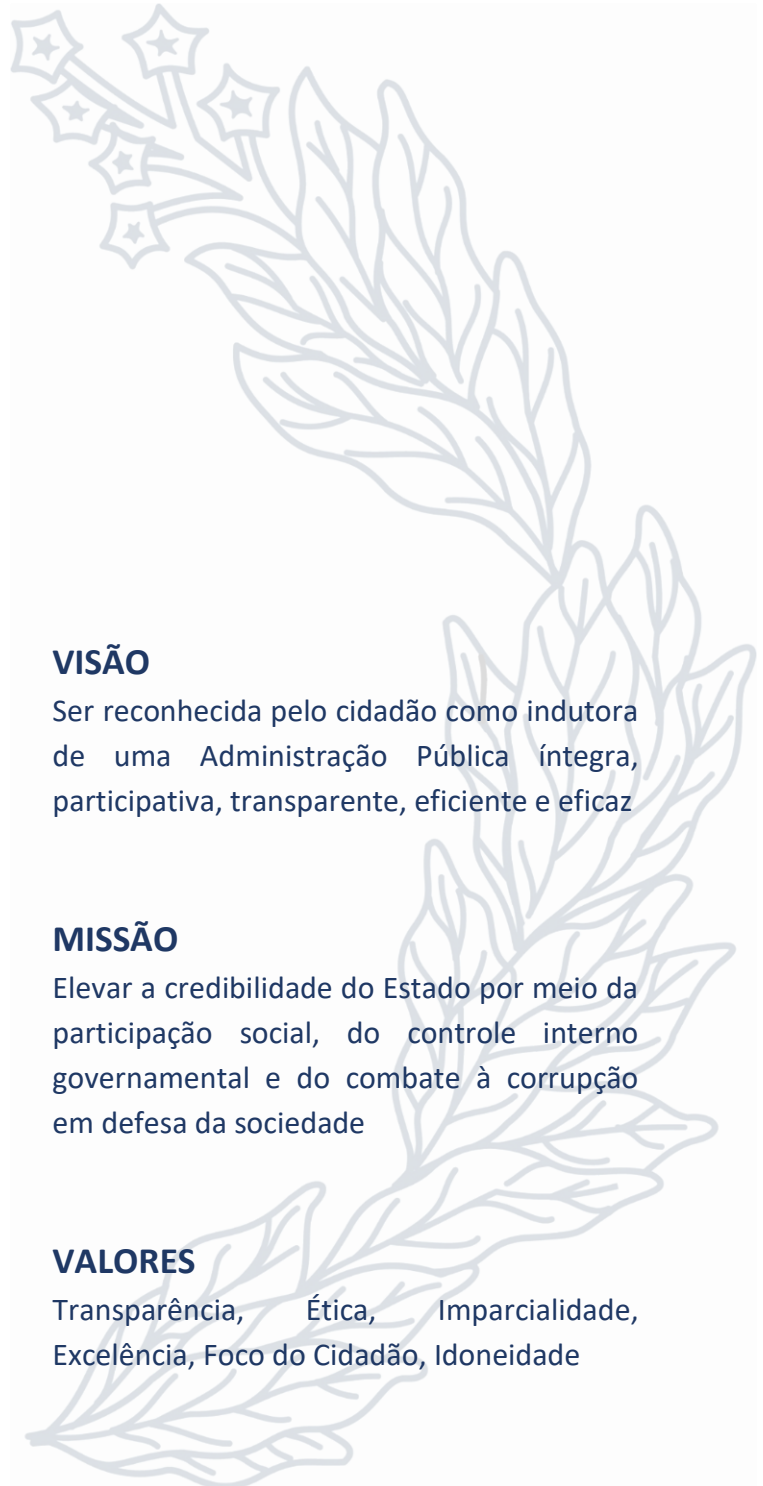 VISÃO
Ser reconhecida pelo cidadão como indutora
de uma Administração Pública íntegra,
participativa, transparente, eficiente e eficaz
MISSÃO
Elevar a credibilidade do Estado por meio da
participação social, do controle interno
governamental e do combate à corrupção
em defesa da sociedade
VALORES
Transparência, Ética, Imparcialidade,
Excelência, Foco do Cidadão, Idoneidade